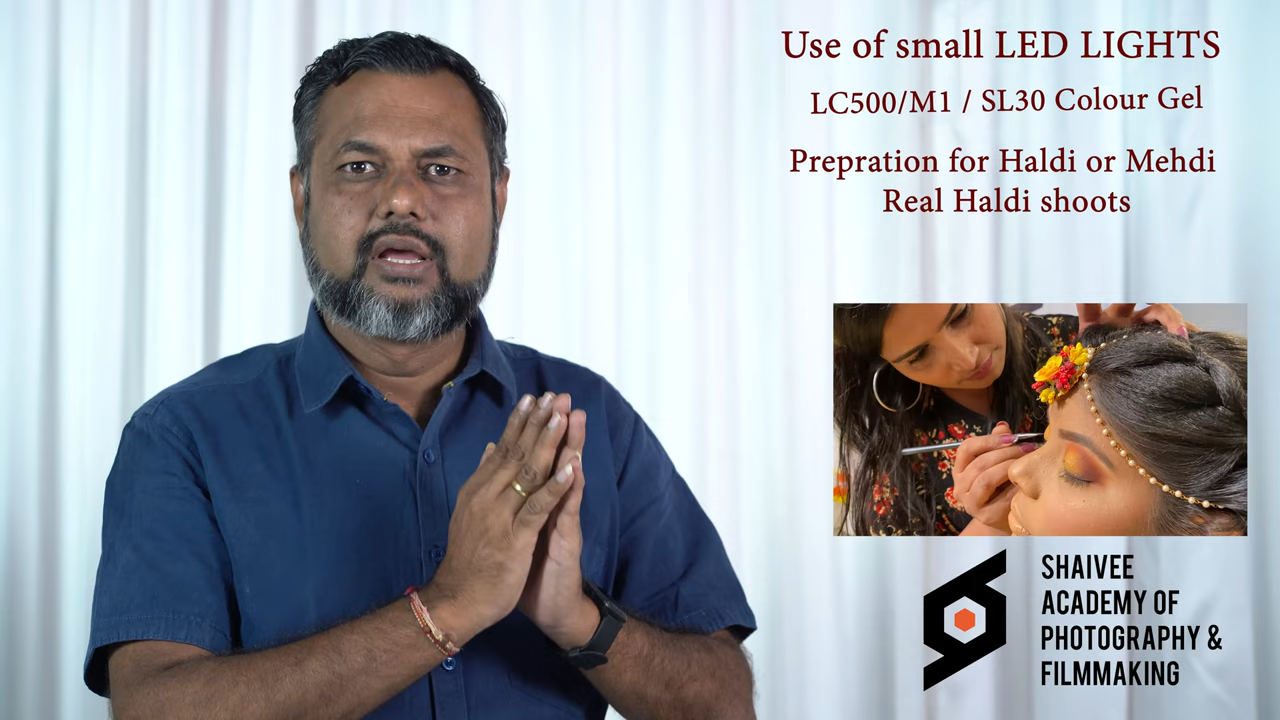 Use of small LED LIGHTS
LC500/M1 / SL30 Colour Gel
Prepration for Haldi or Mehdi
Real Haldi shoots
SHAIVEE
ACADEMY OF
PHOTOGRAPHY &
FILMMAKING